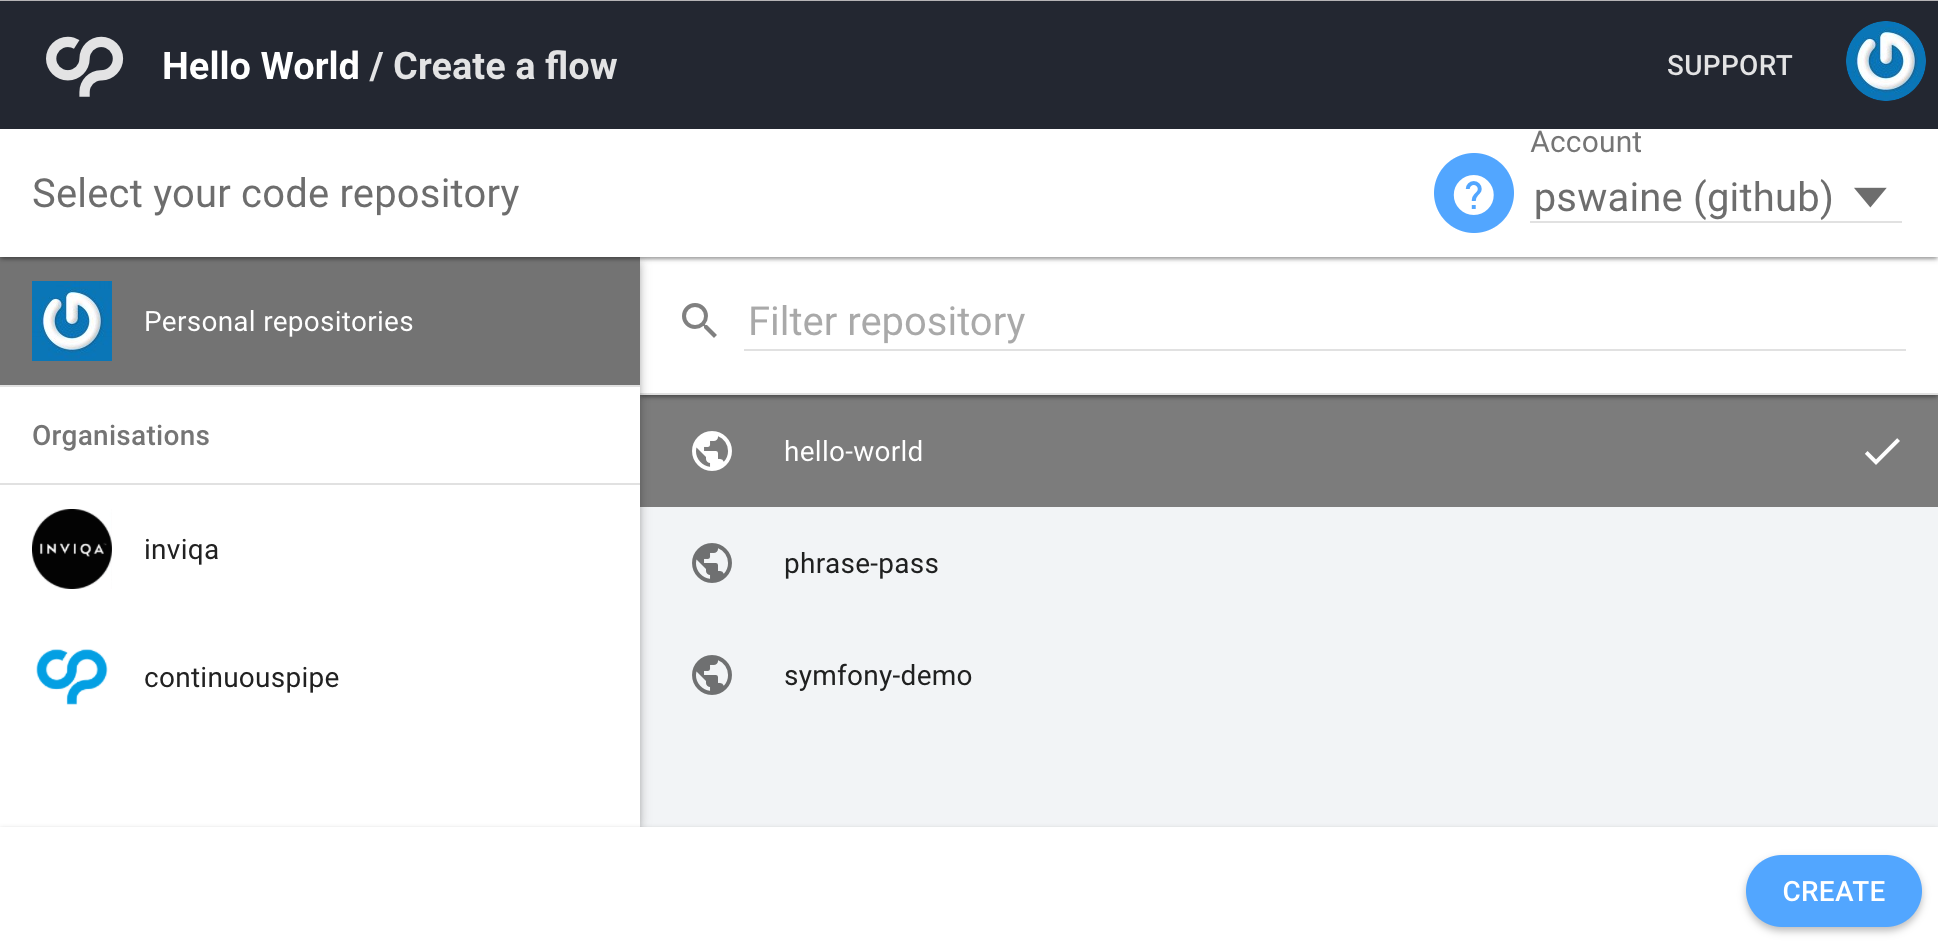 Hello World / Create a flow
SUPPORT
Select your code repository
?
Account
pswaine (github)
Personal repositories
Filter repository
Organisations
hello-world
INVIQA
inviqa
phrase-pass
continuouspipe
symfony-demo
CREATE